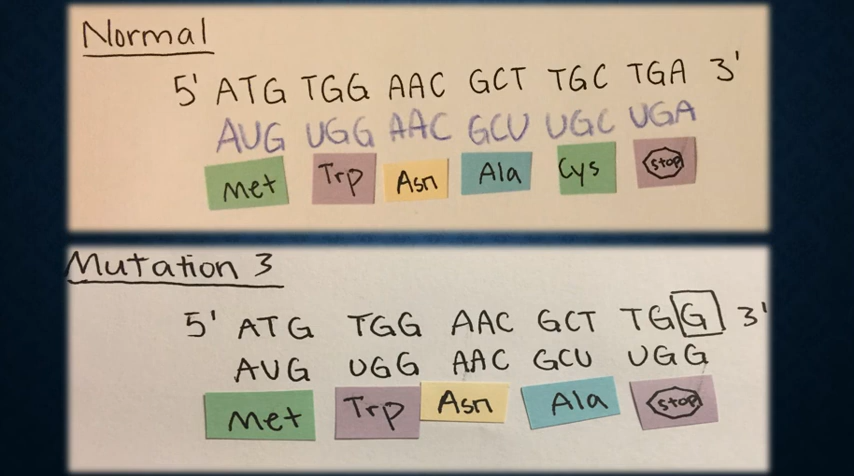 Normal
5' ATG TGG AAC GCT TGC TGA 3'
AUG UGG AAC GCU UGC UGA
Met Trp Asn Ala Cys Stop
Mutation 3
5' ATG TGG AAC GCT TGG 3'
AUG UGG AAC GCU UGG
Met Trp Asn Ala Stop